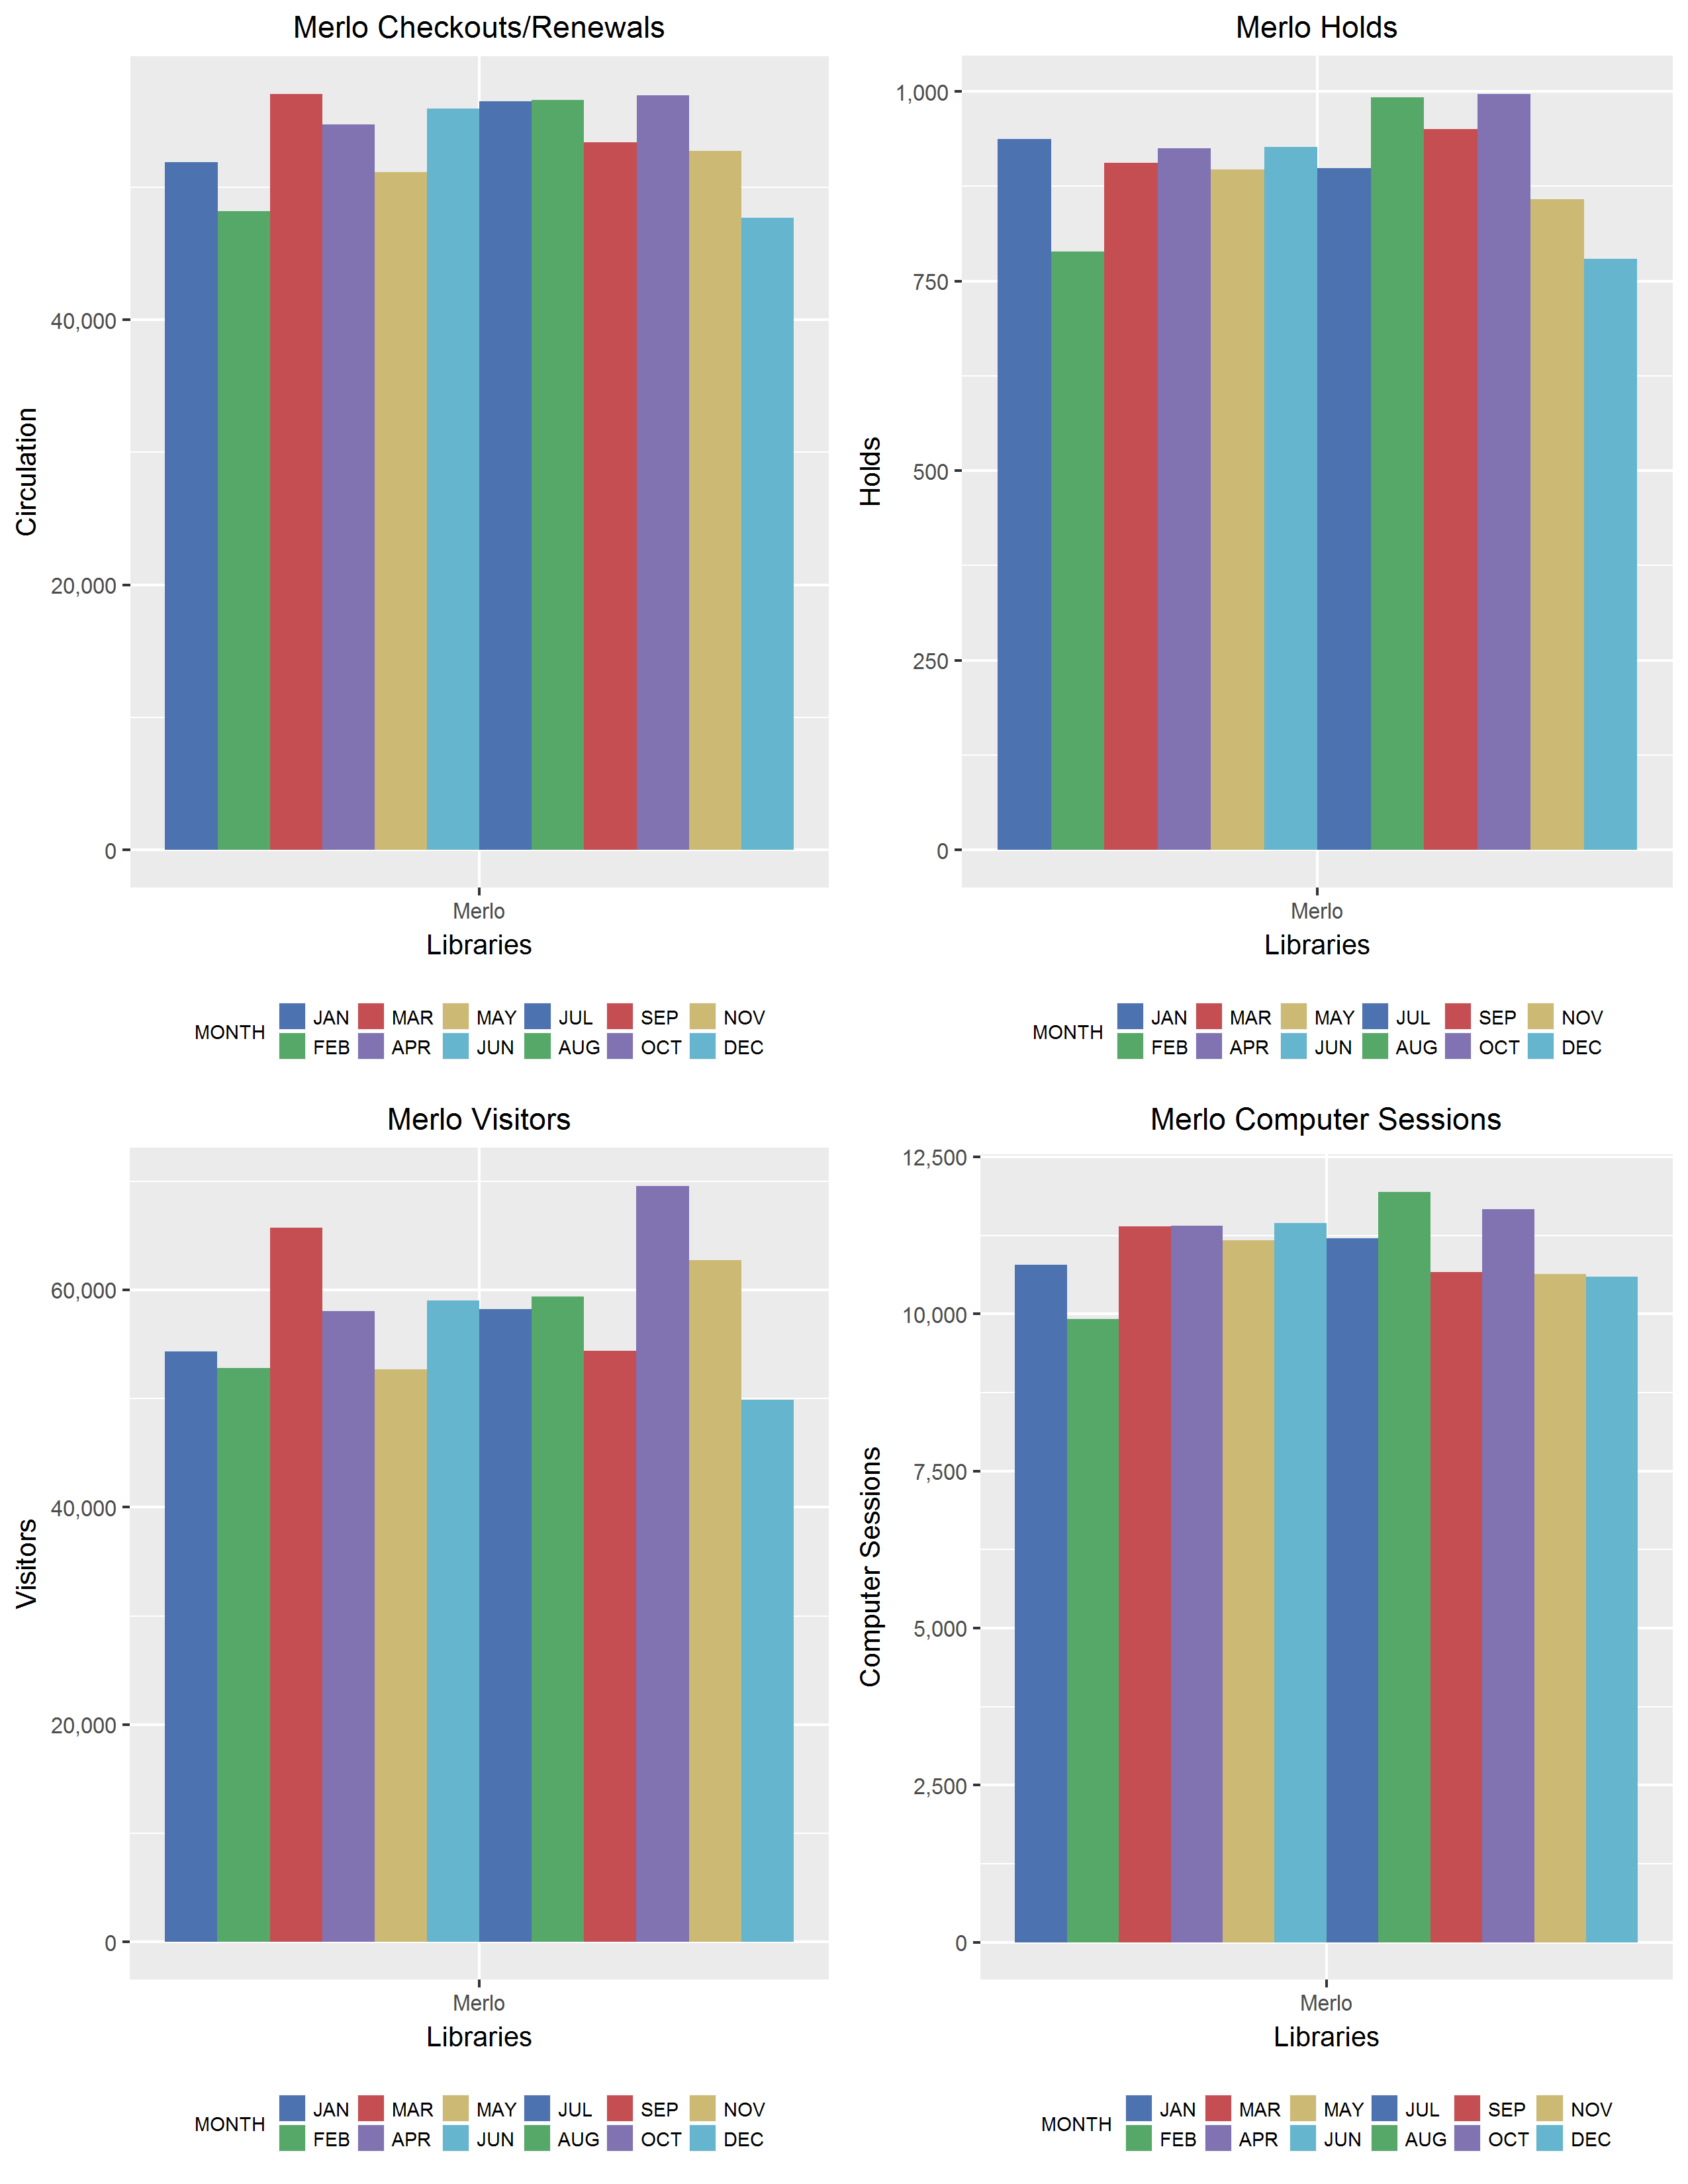 Merlo Checkouts/Renewals
Circulation
40,000
20,000
0
Merlo
Libraries
MONTH
JAN MAR MAY JUL SEP NOV
FEB APR JUN AUG OCT DEC
Merlo Holds
Holds
1,000
750
500
250
0
Merlo
Libraries
MONTH
JAN MAR MAY JUL SEP NOV
FEB APR JUN AUG OCT DEC
Merlo Visitors
Visitors
60,000
40,000
20,000
0
Merlo
Libraries
MONTH
JAN MAR MAY JUL SEP NOV
FEB APR JUN AUG OCT DEC
Merlo Computer Sessions
Computer Sessions
12,500
10,000
7,500
5,000
2,500
0
Merlo
Libraries
MONTH
JAN MAR MAY JUL SEP NOV
FEB APR JUN AUG OCT DEC